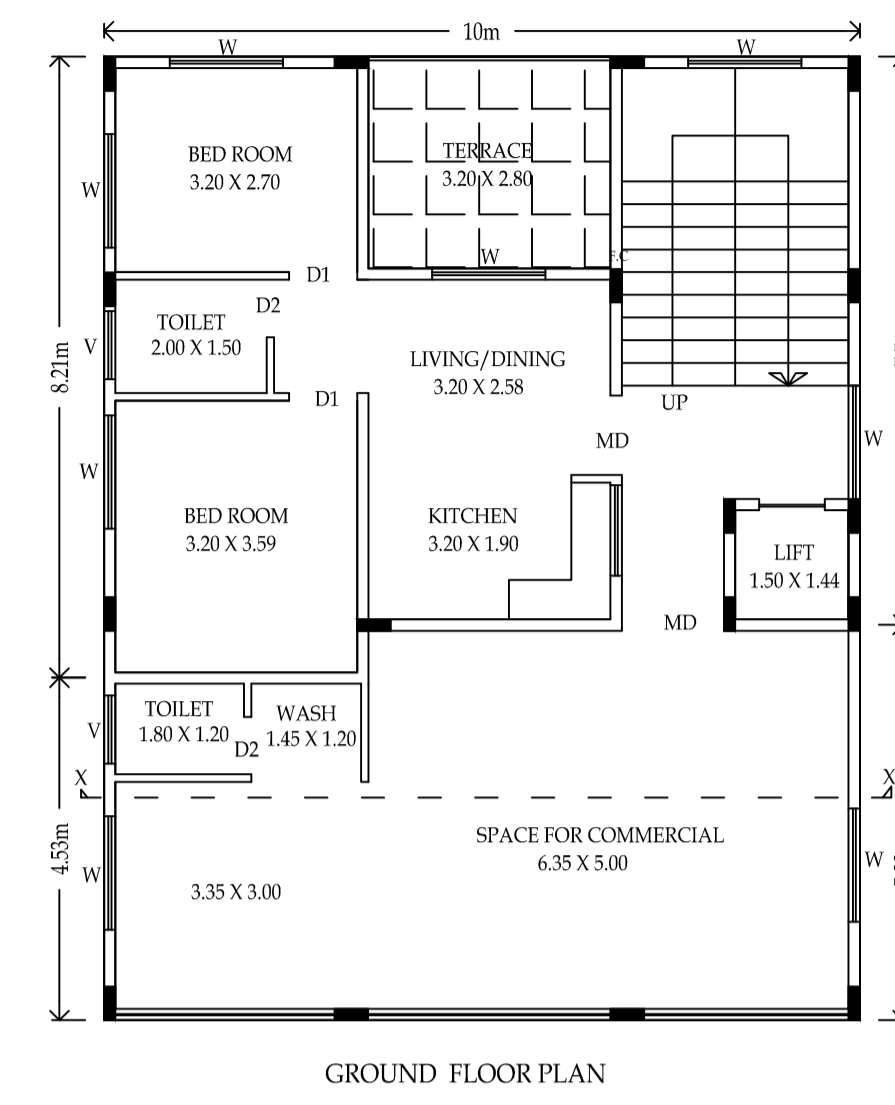 10m
W
W
BED ROOM
3.20 X 2.70
TERRACE
3.20 X 2.80
W
W
F.C
D1
D2
TOILET
2.00 X 1.50
V
8.21m
LIVING/DINING
3.20 X 2.58
D1
UP
MD
W
W
BED ROOM
3.20 X 3.59
KITCHEN
3.20 X 1.90
LIFT
1.50 X 1.44
MD
TOILET
1.80 X 1.20
WASH
1.45 X 1.20
V
D2
X
X
4.53m
SPACE FOR COMMERCIAL
6.35 X 5.00
W
W
3.35 X 3.00
GROUND FLOOR PLAN